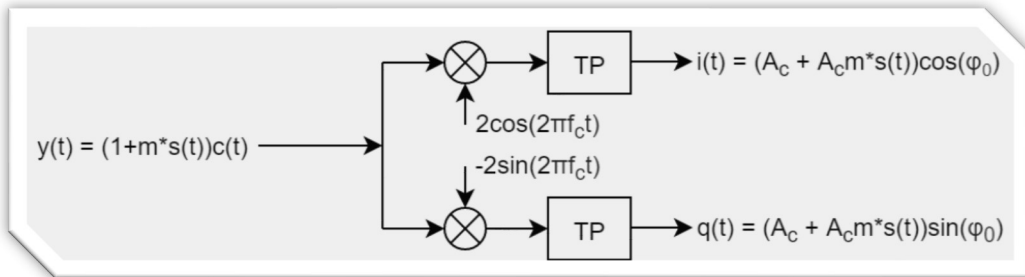 TP
i(t) = (A_c + A_cm*s(t))cos(φ_0)
2cos(2πf_ct)
y(t) = (1+m*s(t))c(t)
-2sin(2πf_ct)
TP
q(t) = (A_c + A_cm*s(t))sin(φ_0)